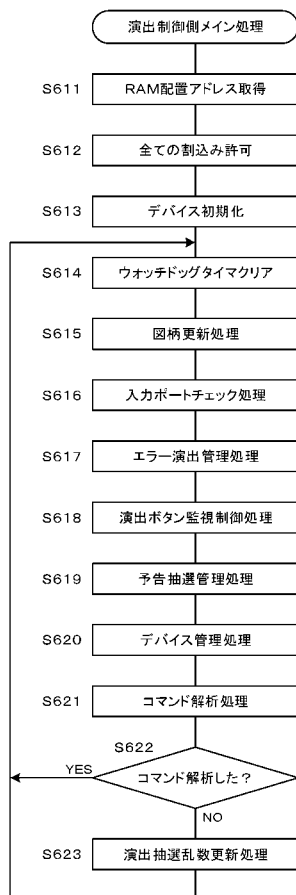 演出制御側メイン処理
S611 RAM配置アドレス取得
S612 全ての割込み許可
S613 デバイス初期化
S614 ウォッチドッグタイマクリア
S615 図柄更新処理
S616 入力ポートチェック処理
S617 エラー演出管理処理
S618 演出ボタン監視制御処理
S619 予告抽選管理処理
S620 デバイス管理処理
S621 コマンド解析処理
S622
YES コマンド解析した？
NO
S623 演出抽選乱数更新処理